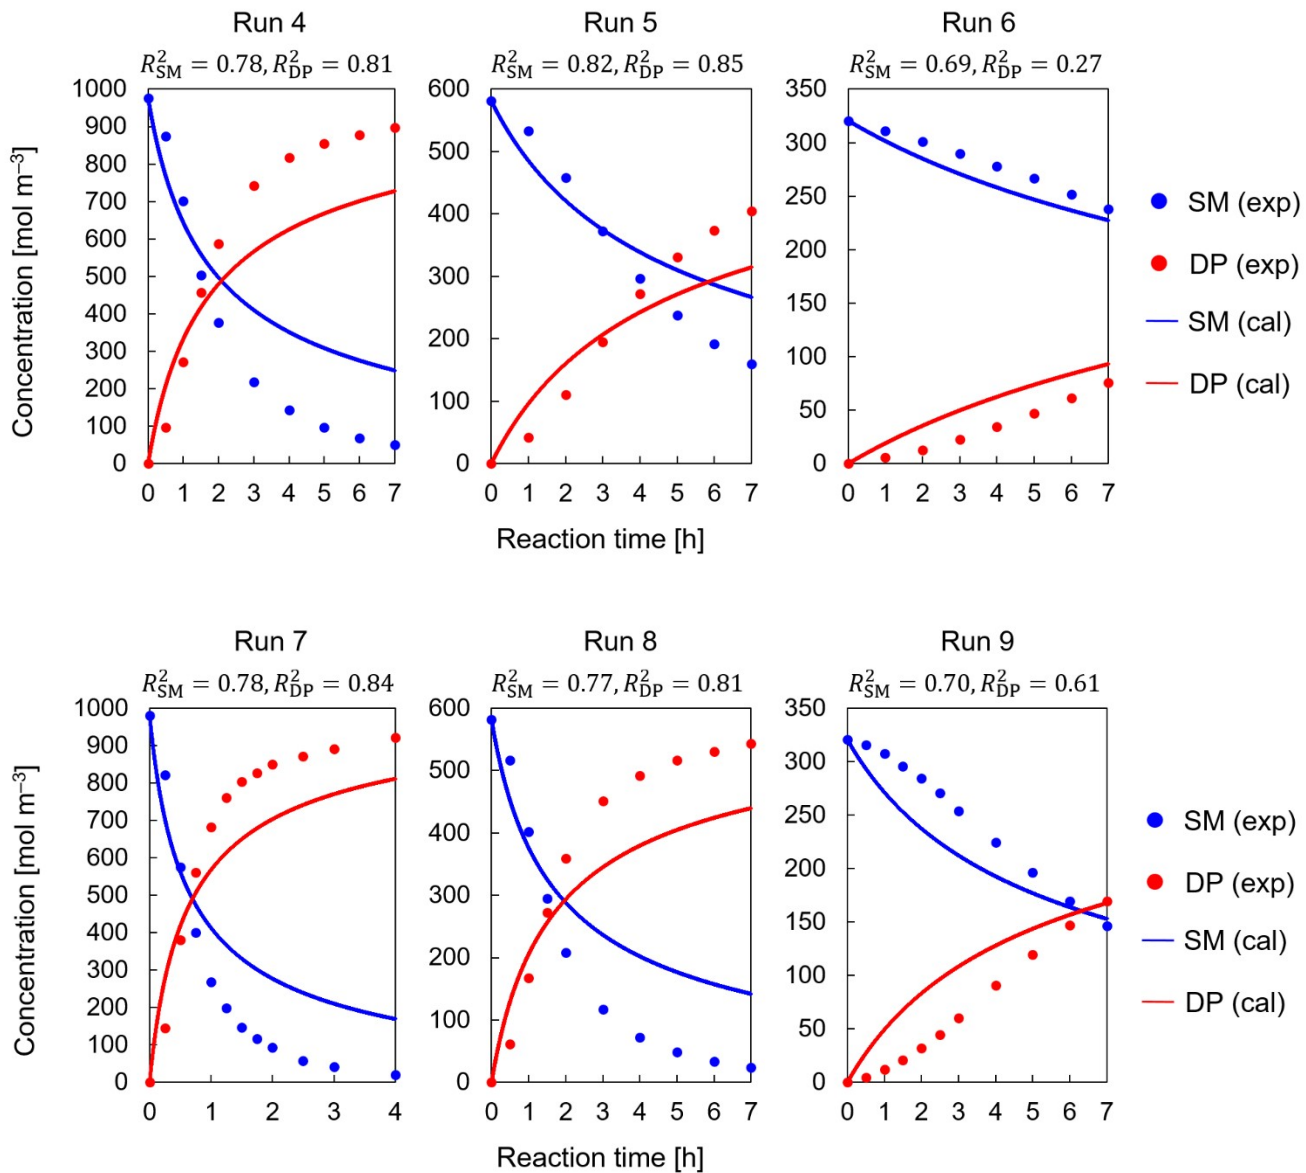 Run 4
R²SM = 0.78, R²DP = 0.81
Run 5
R²SM = 0.82, R²DP = 0.85
Run 6
R²SM = 0.69, R²DP = 0.27
Concentration [mol m⁻³]
1000
900
800
700
600
500
400
300
200
100
0
0 1 2 3 4 5 6 7
600
500
400
300
200
100
0
0 1 2 3 4 5 6 7
350
300
250
200
150
100
50
0
0 1 2 3 4 5 6 7
SM (exp)
DP (exp)
SM (cal)
DP (cal)
Reaction time [h]
Run 7
R²SM = 0.78, R²DP = 0.84
Run 8
R²SM = 0.77, R²DP = 0.81
Run 9
R²SM = 0.70, R²DP = 0.61
Concentration [mol m⁻³]
1000
900
800
700
600
500
400
300
200
100
0
0 1 2 3 4
600
500
400
300
200
100
0
0 1 2 3 4 5 6 7
350
300
250
200
150
100
50
0
0 1 2 3 4 5 6 7
SM (exp)
DP (exp)
SM (cal)
DP (cal)
Reaction time [h]